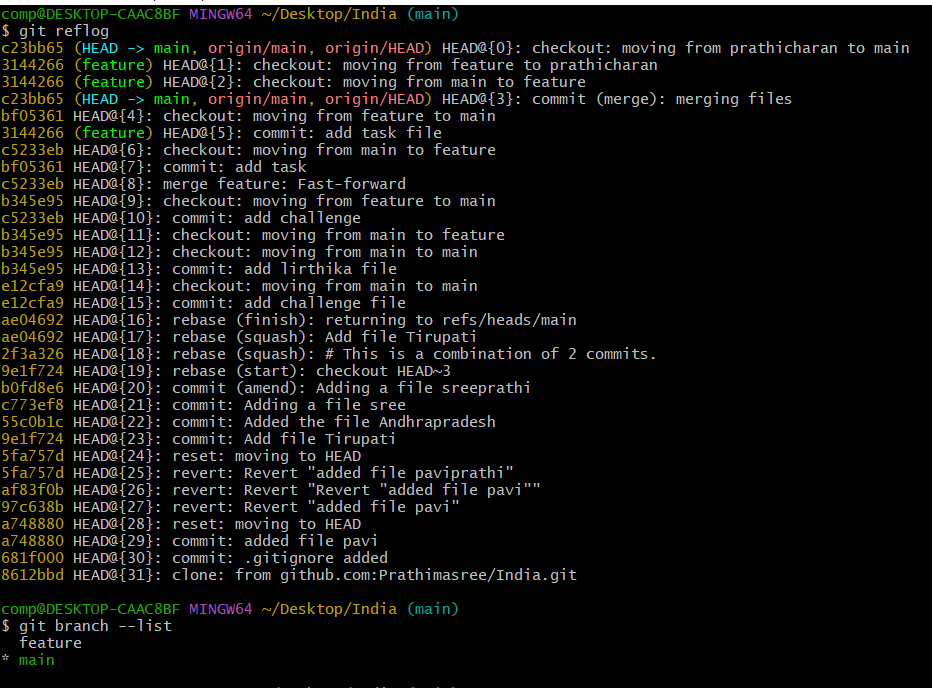 comp@DESKTOP-CAAC8BF MINGW64 ~/Desktop/India (main)
$ git reflog
c23bb65 (HEAD -> main, origin/main, origin/HEAD) HEAD@{0}: checkout: moving from prathicharan to main
3144266 (feature) HEAD@{1}: checkout: moving from feature to prathicharan
3144266 (feature) HEAD@{2}: checkout: moving from main to feature
c23bb65 (HEAD -> main, origin/main, origin/HEAD) HEAD@{3}: commit (merge): merging files
bf05361 HEAD@{4}: checkout: moving from feature to main
3144266 (feature) HEAD@{5}: commit: add task file
c5233eb HEAD@{6}: checkout: moving from main to feature
bf05361 HEAD@{7}: commit: add task
c5233eb HEAD@{8}: merge feature: Fast-forward
b345e95 HEAD@{9}: checkout: moving from feature to main
c5233eb HEAD@{10}: commit: add challenge
b345e95 HEAD@{11}: checkout: moving from main to feature
b345e95 HEAD@{12}: checkout: moving from main to main
b345e95 HEAD@{13}: commit: add lirthika file
e12cfa9 HEAD@{14}: checkout: moving from main to main
e12cfa9 HEAD@{15}: commit: add challenge file
ae04692 HEAD@{16}: rebase (finish): returning to refs/heads/main
ae04692 HEAD@{17}: rebase (squash): Add file Tirupati
2f3a326 HEAD@{18}: rebase (squash): # This is a combination of 2 commits.
9e1f724 HEAD@{19}: rebase (start): checkout HEAD~3
b0fd8e6 HEAD@{20}: commit (amend): Adding a file sreeprathi
c773ef8 HEAD@{21}: commit: Adding a file sree
55c0b1c HEAD@{22}: commit: Added the file Andhrapradesh
9e1f724 HEAD@{23}: commit: Add file Tirupati
5fa757d HEAD@{24}: reset: moving to HEAD
5fa757d HEAD@{25}: revert: Revert "added file paviprathi"
af83f0b HEAD@{26}: revert: Revert "Revert "added file pavi""
97c638b HEAD@{27}: revert: Revert "added file pavi"
a748880 HEAD@{28}: reset: moving to HEAD
a748880 HEAD@{29}: commit: added file pavi
681f000 HEAD@{30}: commit: .gitignore added
8612bbd HEAD@{31}: clone: from github.com:Prathimasree/India.git
comp@DESKTOP-CAAC8BF MINGW64 ~/Desktop/India (main)
$ git branch --list
feature
* main